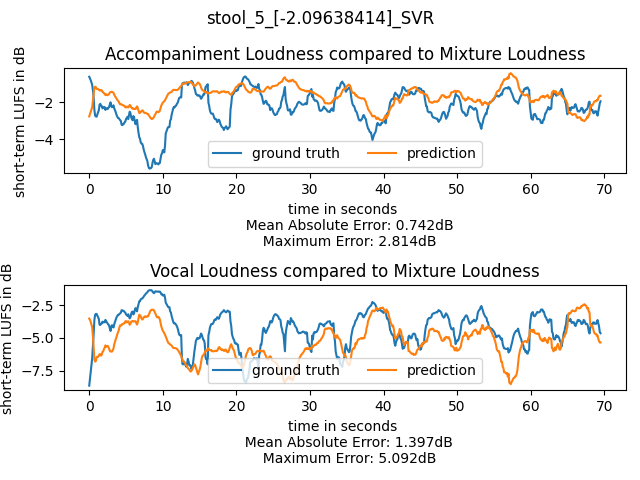 stool_5_[-2.09638414]_SVR
Accompaniment Loudness compared to Mixture Loudness
short-term LUFS in dB
−2
−4
ground truth
prediction
0 10 20 30 40 50 60 70
time in seconds
Mean Absolute Error: 0.742dB
Maximum Error: 2.814dB
Vocal Loudness compared to Mixture Loudness
short-term LUFS in dB
−2.5
−5.0
−7.5
ground truth
prediction
0 10 20 30 40 50 60 70
time in seconds
Mean Absolute Error: 1.397dB
Maximum Error: 5.092dB